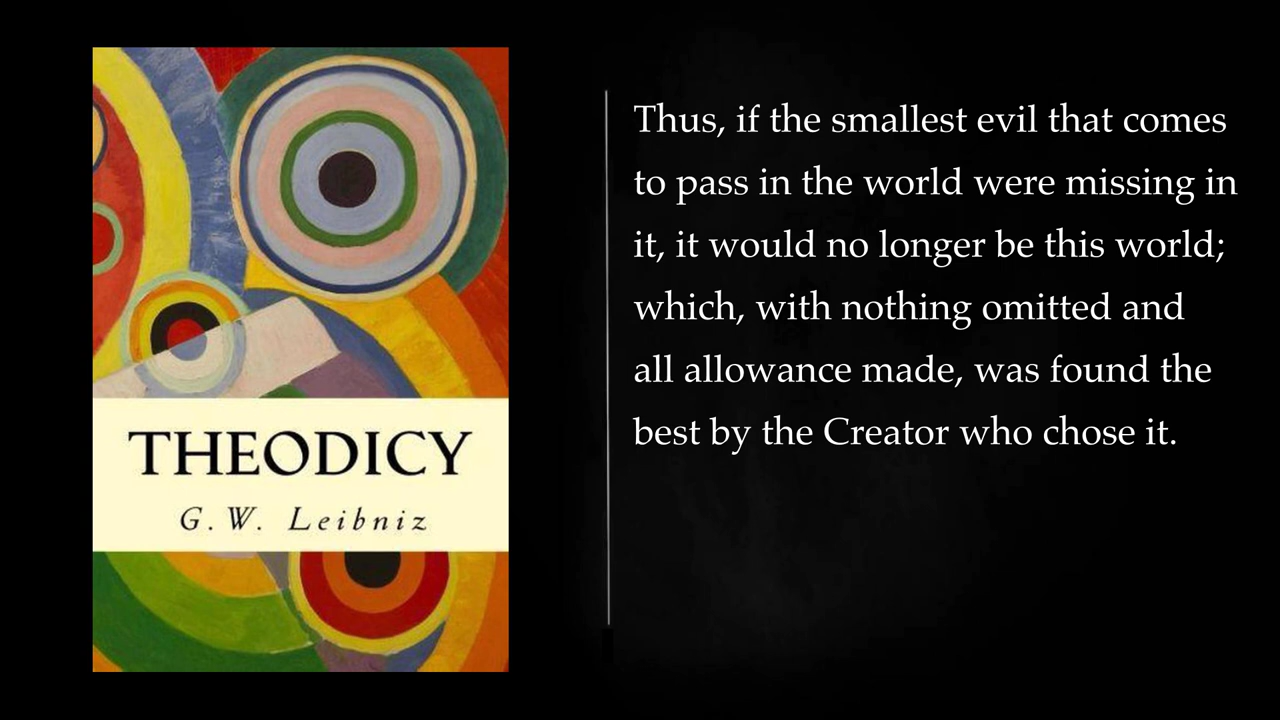 THEODICY
G. W. Leibniz
Thus, if the smallest evil that comes
to pass in the world were missing in
it, it would no longer be this world;
which, with nothing omitted and
all allowance made, was found the
best by the Creator who chose it.